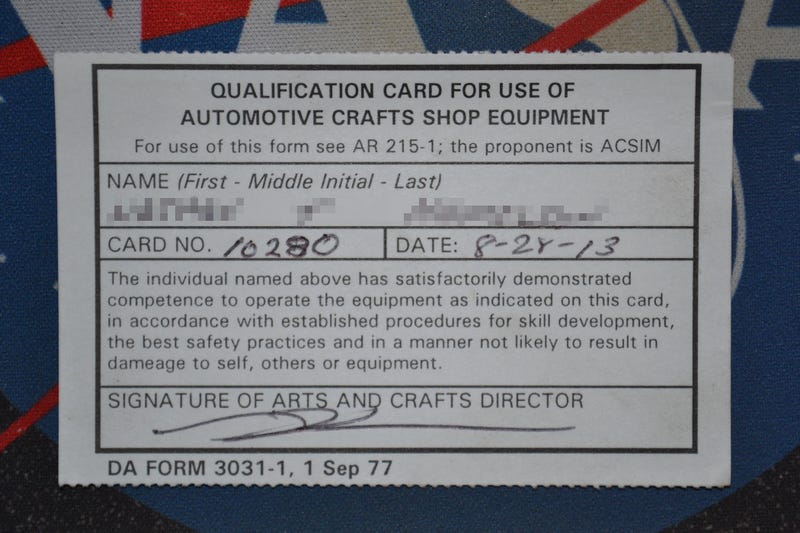 NASA
QUALIFICATION CARD FOR USE OF
AUTOMOTIVE CRAFTS SHOP EQUIPMENT
For use of this form see AR 215-1; the proponent is ACSIM
NAME (First - Middle Initial - Last)
CARD NO. 10280 DATE: 8-28-13
The individual named above has satisfactorily demonstrated
competence to operate the equipment as indicated on this card,
in accordance with established procedures for skill development,
the best safety practices and in a manner not likely to result in
dameage to self, others or equipment.
SIGNATURE OF ARTS AND CRAFTS DIRECTOR
DA FORM 3031-1, 1 Sep 77